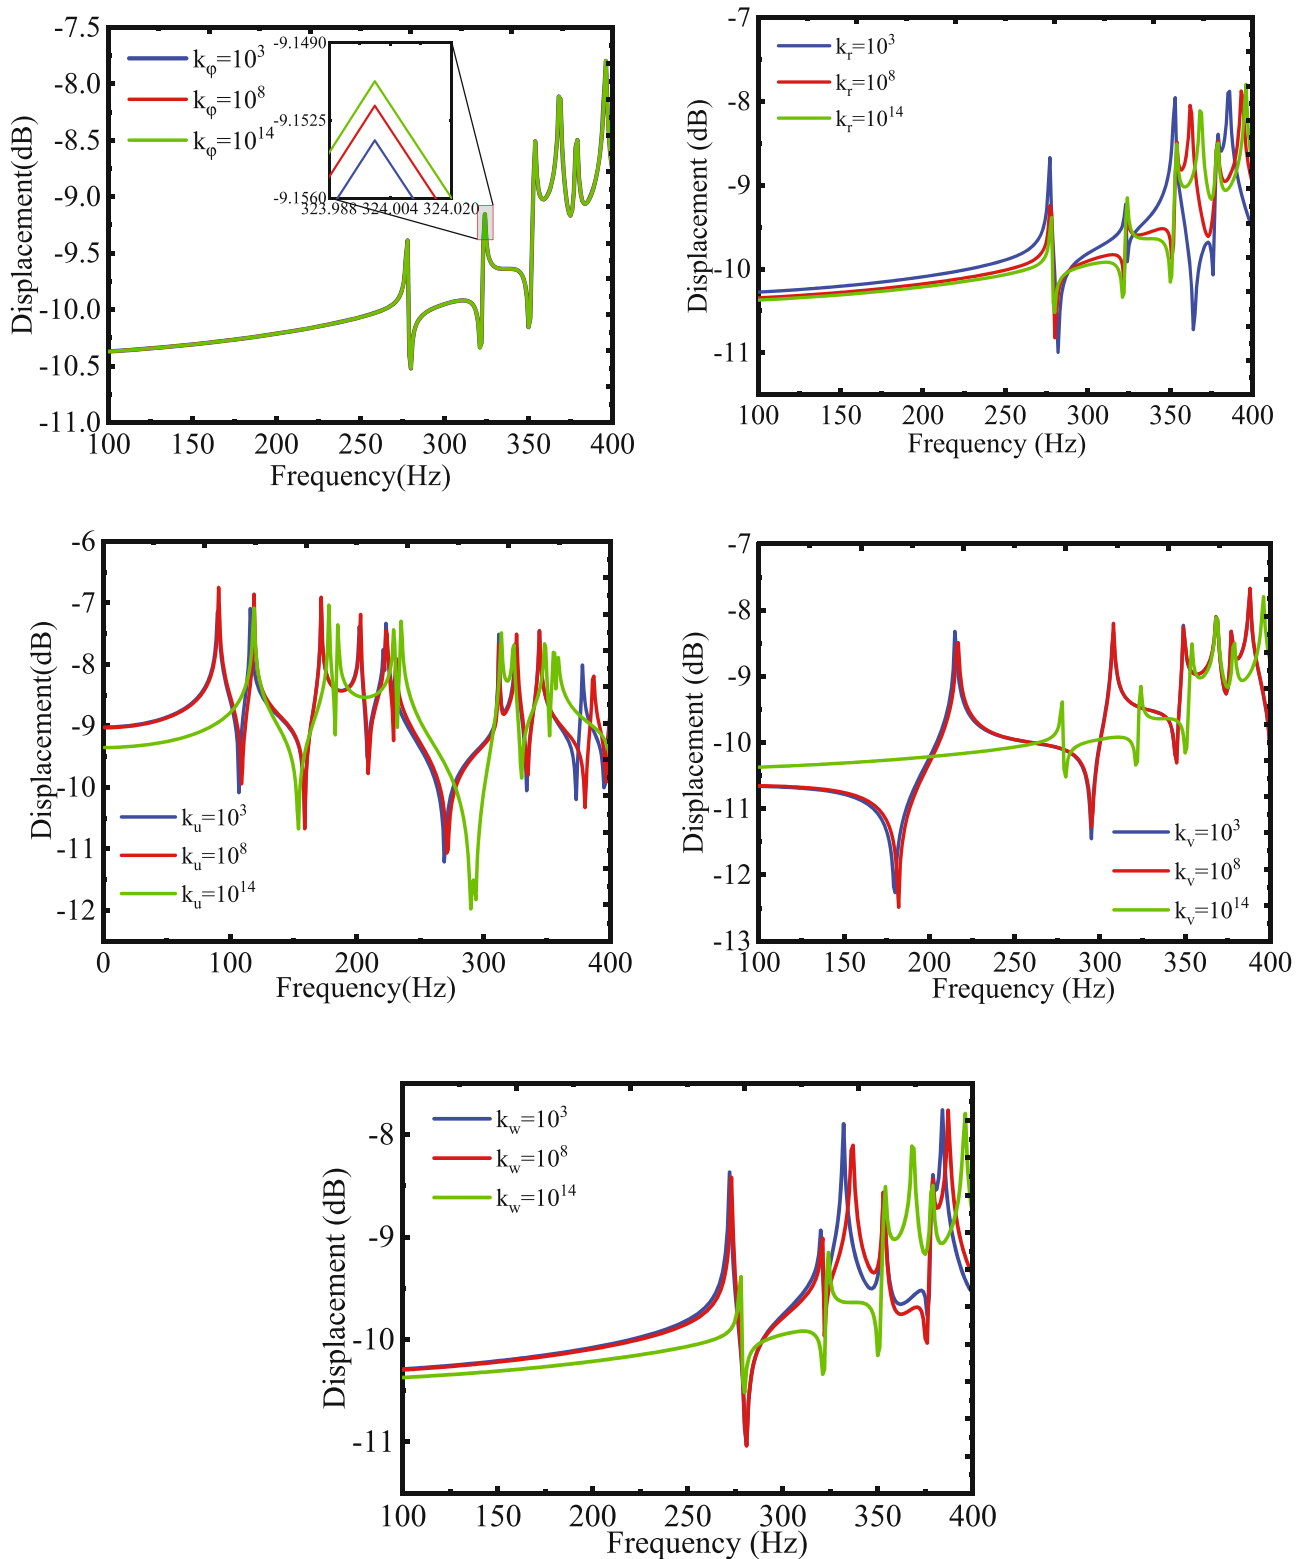 -7.5
-8.0
-8.5
-9.0
-9.5
-10.0
-10.5
-11.0
Displacement(dB)
kφ=10³
kφ=10⁸
kφ=10¹⁴
-9.1490
-9.1525
-9.1560
323.988 324.004 324.020
100 150 200 250 300 350 400
Frequency(Hz)
-7
-8
-9
-10
-11
Displacement (dB)
kᵣ=10³
kᵣ=10⁸
kᵣ=10¹⁴
100 150 200 250 300 350 400
Frequency (Hz)
-6
-7
-8
-9
-10
-11
-12
Displacement(dB)
kᵤ=10³
kᵤ=10⁸
kᵤ=10¹⁴
0 100 200 300 400
Frequency(Hz)
-7
-8
-9
-10
-11
-12
-13
Displacement (dB)
kᵥ=10³
kᵥ=10⁸
kᵥ=10¹⁴
100 150 200 250 300 350 400
Frequency (Hz)
-8
-9
-10
-11
Displacement (dB)
k_w=10³
k_w=10⁸
k_w=10¹⁴
100 150 200 250 300 350 400
Frequency (Hz)